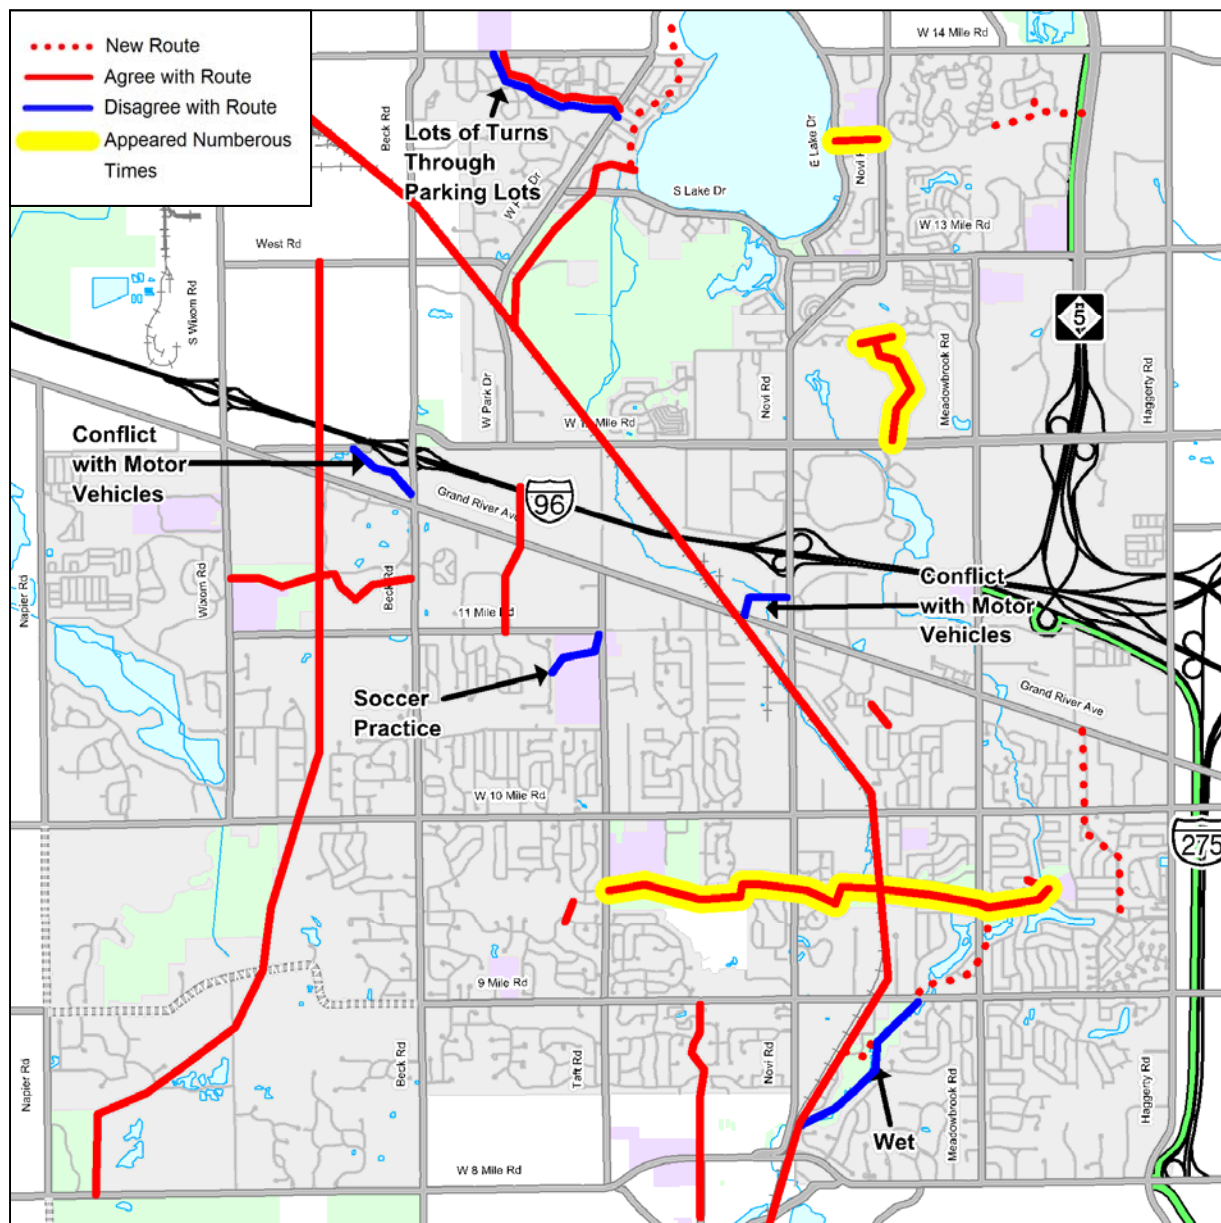 New Route
Agree with Route
Disagree with Route
Appeared Numberous
Times
W 14 Mile Rd
Beck Rd
Lots of Turns
Through
Parking Lots
E Lake Dr
Novi
S Lake Dr
W 13 Mile Rd
West Rd
S Wixom Rd
M
5
W Park Dr
Novi Rd
Meadowbrook Rd
Haggerty Rd
Mile Rd
Conflict
with Motor
Vehicles
Grand River Ave
96
Napier Rd
Wixom Rd
Beck Rd
11 Mile Rd
Conflict
with Motor
Vehicles
Soccer
Practice
Grand River Ave
W 10 Mile Rd
275
9 Mile Rd
Napier Rd
Beck Rd
Taft Rd
Novi Rd
Meadowbrook Rd
Haggerty Rd
Wet
W 8 Mile Rd